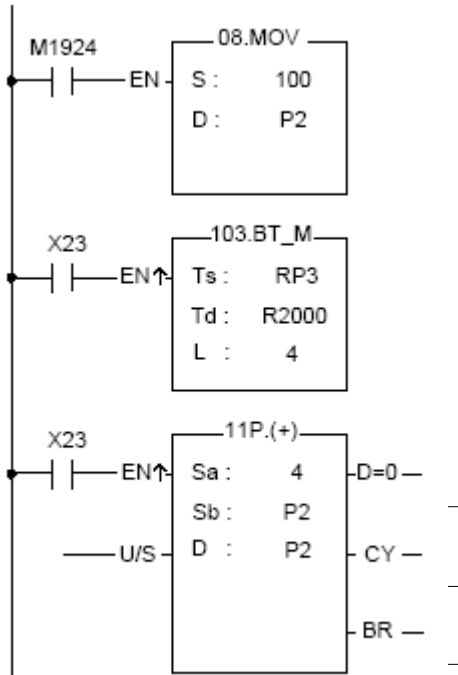 M1924
08.MOV
EN
S : 100
D : P2
X23
103.BT_M
EN↑
Ts : RP3
Td : R2000
L : 4
X23
11P.(+)
EN↑
Sa : 4
D=0
Sb : P2
U/S
D : P2
CY
BR